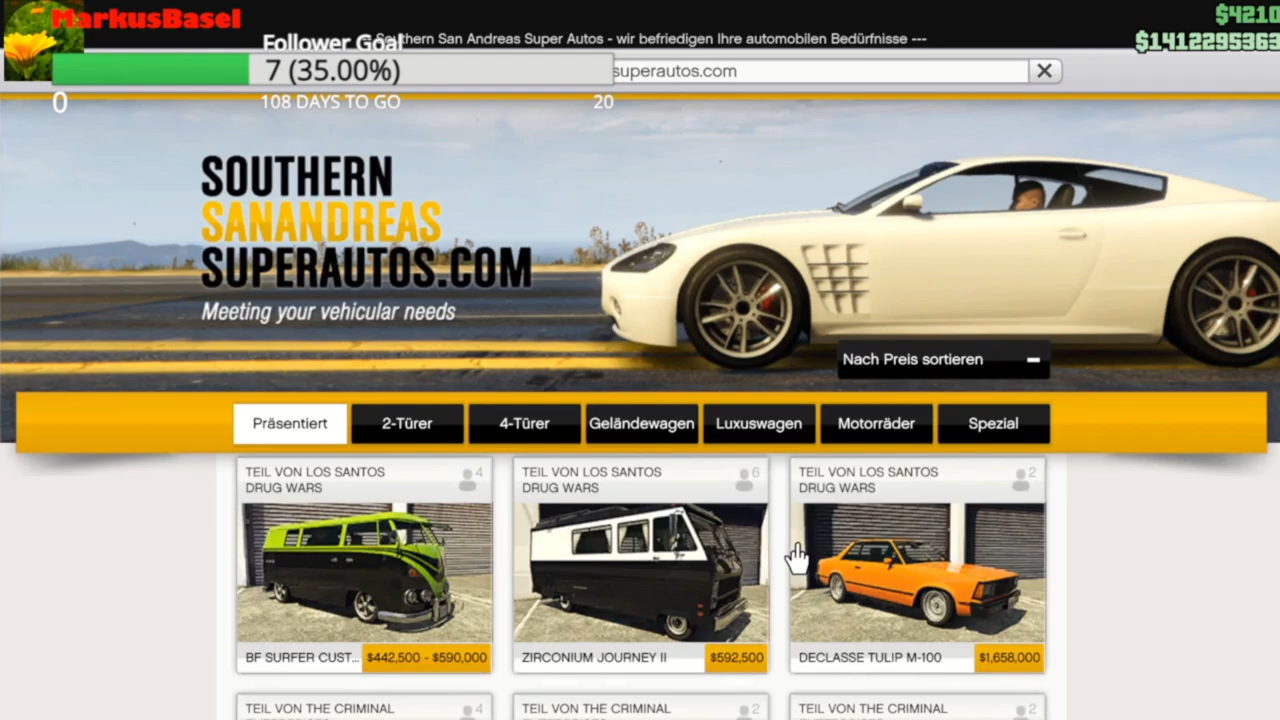 MarkusBasel
$4210
Follower Goal
Southern San Andreas Super Autos - wir befriedigen Ihre automobilen Bedürfnisse ---
$1412295363
7 (35.00%)
superautos.com
0
108 DAYS TO GO
20
SOUTHERN
SANANDREAS
SUPERAUTOS.COM
Meeting your vehicular needs
Nach Preis sortieren
Präsentiert
2-Türer
4-Türer
Geländewagen
Luxuswagen
Motorräder
Spezial
TEIL VON LOS SANTOS
DRUG WARS
4
TEIL VON LOS SANTOS
DRUG WARS
6
TEIL VON LOS SANTOS
DRUG WARS
2
BF SURFER CUST... $442,500 - $590,000
ZIRCONIUM JOURNEY II $592,500
DECLASSE TULIP M-100 $1,658,000
TEIL VON THE CRIMINAL
4
TEIL VON THE CRIMINAL
2
TEIL VON THE CRIMINAL
2